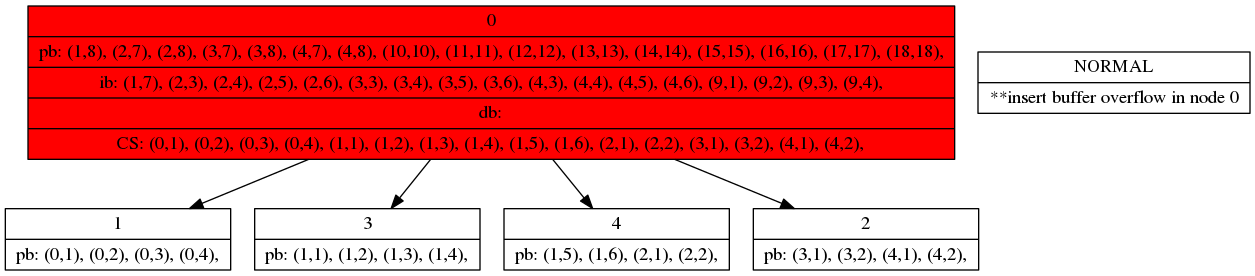 0
pb: (1,8), (2,7), (2,8), (3,7), (3,8), (4,7), (4,8), (10,10), (11,11), (12,12), (13,13), (14,14), (15,15), (16,16), (17,17), (18,18),
ib: (1,7), (2,3), (2,4), (2,5), (2,6), (3,3), (3,4), (3,5), (3,6), (4,3), (4,4), (4,5), (4,6), (9,1), (9,2), (9,3), (9,4),
db:
CS: (0,1), (0,2), (0,3), (0,4), (1,1), (1,2), (1,3), (1,4), (1,5), (1,6), (2,1), (2,2), (3,1), (3,2), (4,1), (4,2),
NORMAL
**insert buffer overflow in node 0
1
pb: (0,1), (0,2), (0,3), (0,4),
3
pb: (1,1), (1,2), (1,3), (1,4),
4
pb: (1,5), (1,6), (2,1), (2,2),
2
pb: (3,1), (3,2), (4,1), (4,2),